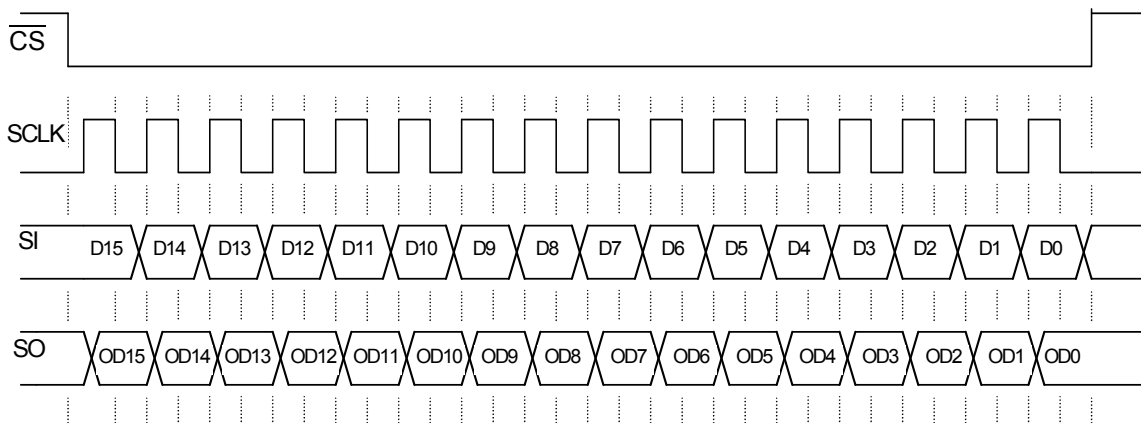 CS
SCLK
SI D15 D14 D13 D12 D11 D10 D9 D8 D7 D6 D5 D4 D3 D2 D1 D0
SO OD15 OD14 OD13 OD12 OD11 OD10 OD9 OD8 OD7 OD6 OD5 OD4 OD3 OD2 OD1 OD0